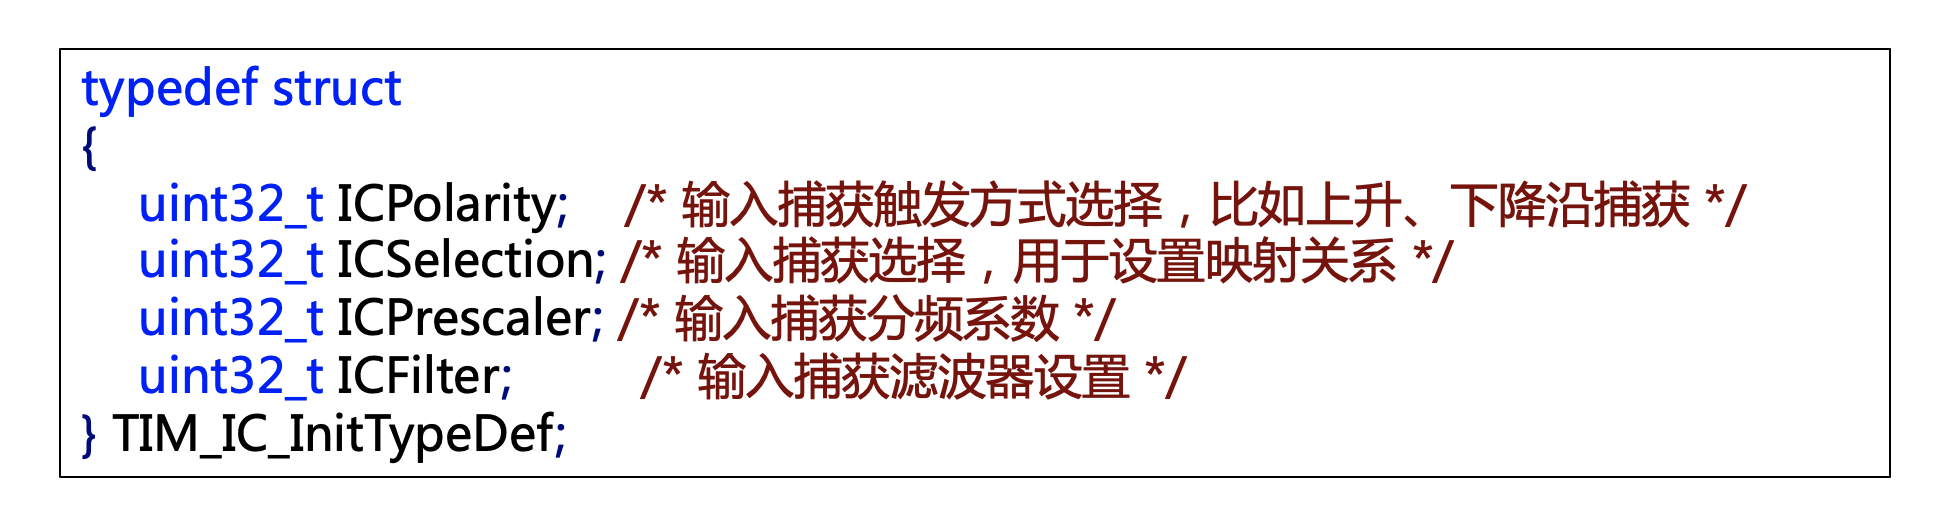 typedef struct
{
uint32_t ICPolarity; /* 输入捕获触发方式选择，比如上升、下降沿捕获 */
uint32_t ICSelection; /* 输入捕获选择，用于设置映射关系 */
uint32_t ICPrescaler; /* 输入捕获分频系数 */
uint32_t ICFilter; /* 输入捕获滤波器设置 */
} TIM_IC_InitTypeDef;